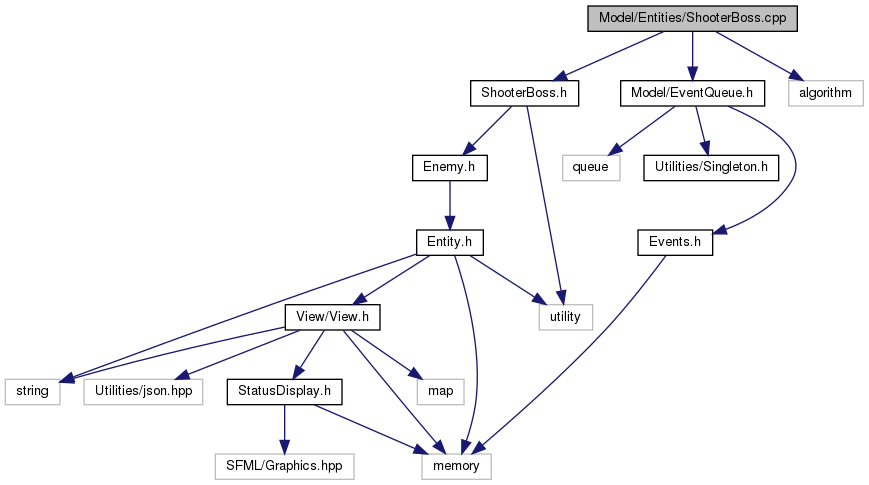 Model/Entities/ShooterBoss.cpp
ShooterBoss.h
Model/EventQueue.h
algorithm
Enemy.h
queue
Utilities/Singleton.h
Entity.h
Events.h
View/View.h
utility
string
Utilities/json.hpp
StatusDisplay.h
map
SFML/Graphics.hpp
memory